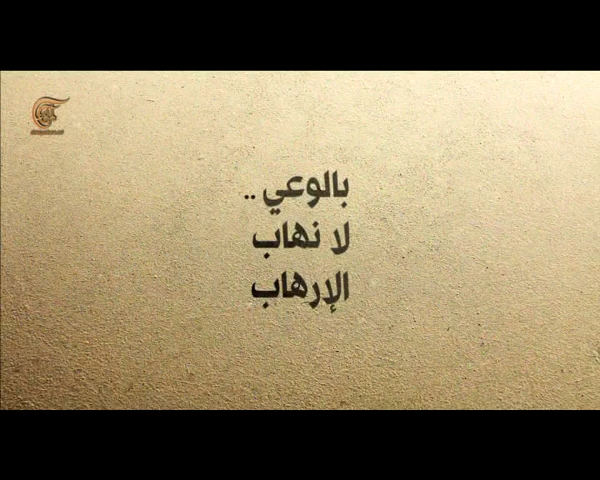 بالوعي ..
لا نهاب
الإرهاب